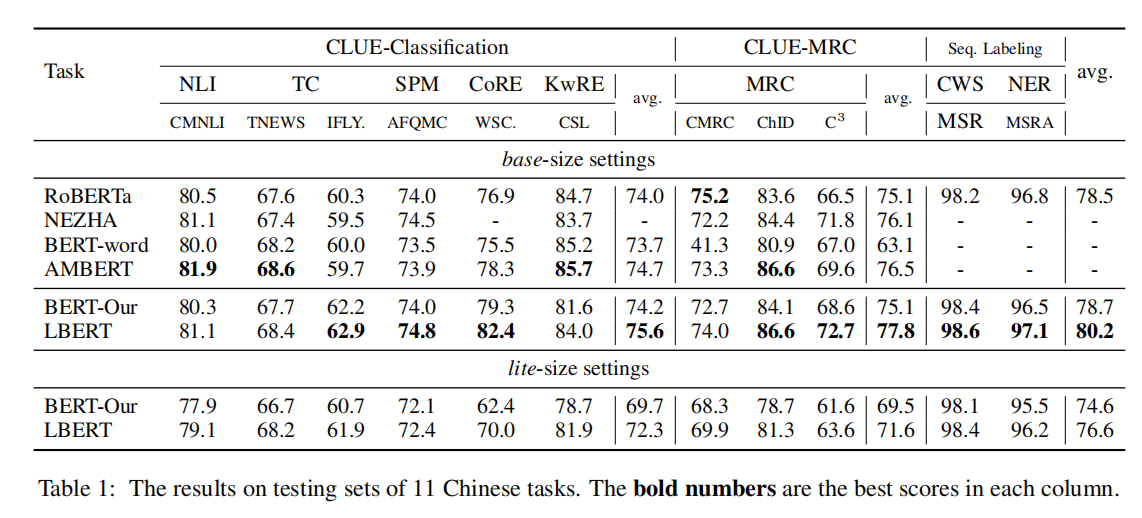 Task CLUE-Classification CLUE-MRC Seq. Labeling avg.
NLI TC SPM CoRE KwRE avg. MRC avg. CWS NER
CMNLI TNEWS IFLY. AFQMC WSC. CSL CMRC ChID C³ MSR MSRA
base-size settings
RoBERTa 80.5 67.6 60.3 74.0 76.9 84.7 74.0 75.2 83.6 66.5 75.1 98.2 96.8 78.5
NEZHA 81.1 67.4 59.5 74.5 - 83.7 - 72.2 84.4 71.8 76.1 - - -
BERT-word 80.0 68.2 60.0 73.5 75.5 85.2 73.7 41.3 80.9 67.0 63.1 - - -
AMBERT 81.9 68.6 59.7 73.9 78.3 85.7 74.7 73.3 86.6 69.6 76.5 - - -
BERT-Our 80.3 67.7 62.2 74.0 79.3 81.6 74.2 72.7 84.1 68.6 75.1 98.4 96.5 78.7
LBERT 81.1 68.4 62.9 74.8 82.4 84.0 75.6 74.0 86.6 72.7 77.8 98.6 97.1 80.2
lite-size settings
BERT-Our 77.9 66.7 60.7 72.1 62.4 78.7 69.7 68.3 78.7 61.6 69.5 98.1 95.5 74.6
LBERT 79.1 68.2 61.9 72.4 70.0 81.9 72.3 69.9 81.3 63.6 71.6 98.4 96.2 76.6
Table 1: The results on testing sets of 11 Chinese tasks. The bold numbers are the best scores in each column.